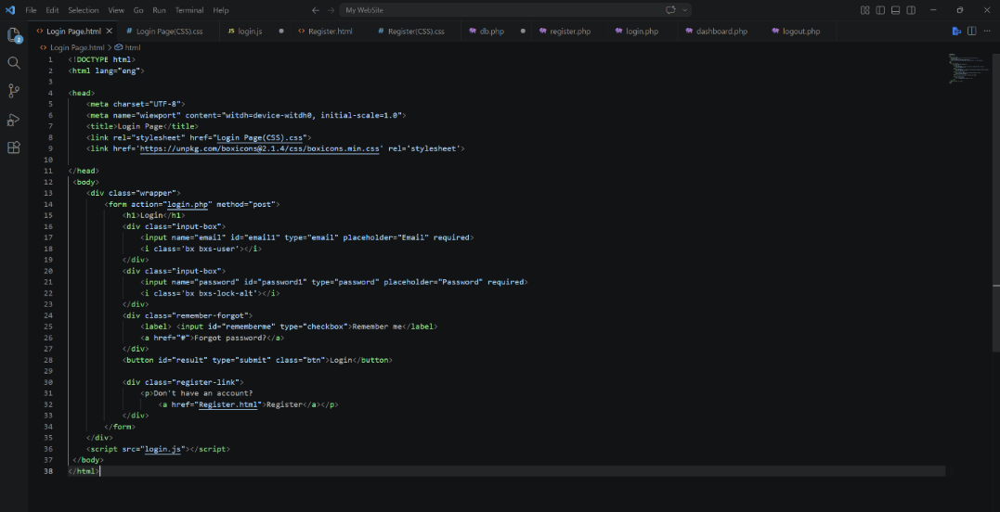 File Edit Selection View Go Run Terminal Help
My WebSite
2
Login Page.html
Login Page(CSS).css
login.js
Register.html
Register(CSS).css
db.php
register.php
login.php
dashboard.php
logout.php
Login Page.html > html
1 <!DOCTYPE html>
2 <html lang="eng">
3
4 <head>
5 <meta charset="UTF-8">
6 <meta name="wiewport" content="witdh=device-witdh0, initial-scale=1.0">
7 <title>Login Page</title>
8 <link rel="stylesheet" href="Login Page(CSS).css">
9 <link href='https://unpkg.com/boxicons@2.1.4/css/boxicons.min.css' rel='stylesheet'>
10
11 </head>
12 <body>
13 <div class="wrapper">
14 <form action="login.php" method="post">
15 <h1>Login</h1>
16 <div class="input-box">
17 <input name="email" id="email1" type="email" placeholder="Email" required>
18 <i class='bx bxs-user'></i>
19 </div>
20 <div class="input-box">
21 <input name="password" id="password1" type="password" placeholder="Password" required>
22 <i class='bx bxs-lock-alt'></i>
23 </div>
24 <div class="remember-forgot">
25 <label> <input id="rememberme" type="checkbox">Remember me</label>
26 <a href="#">Forgot password?</a>
27 </div>
28 <button id="result" type="submit" class="btn">Login</button>
29
30 <div class="register-link">
31 <p>Don't have an account?
32 <a href="Register.html">Register</a></p>
33 </div>
34 </form>
35 </div>
36 <script src="login.js"></script>
37 </body>
38 </html>